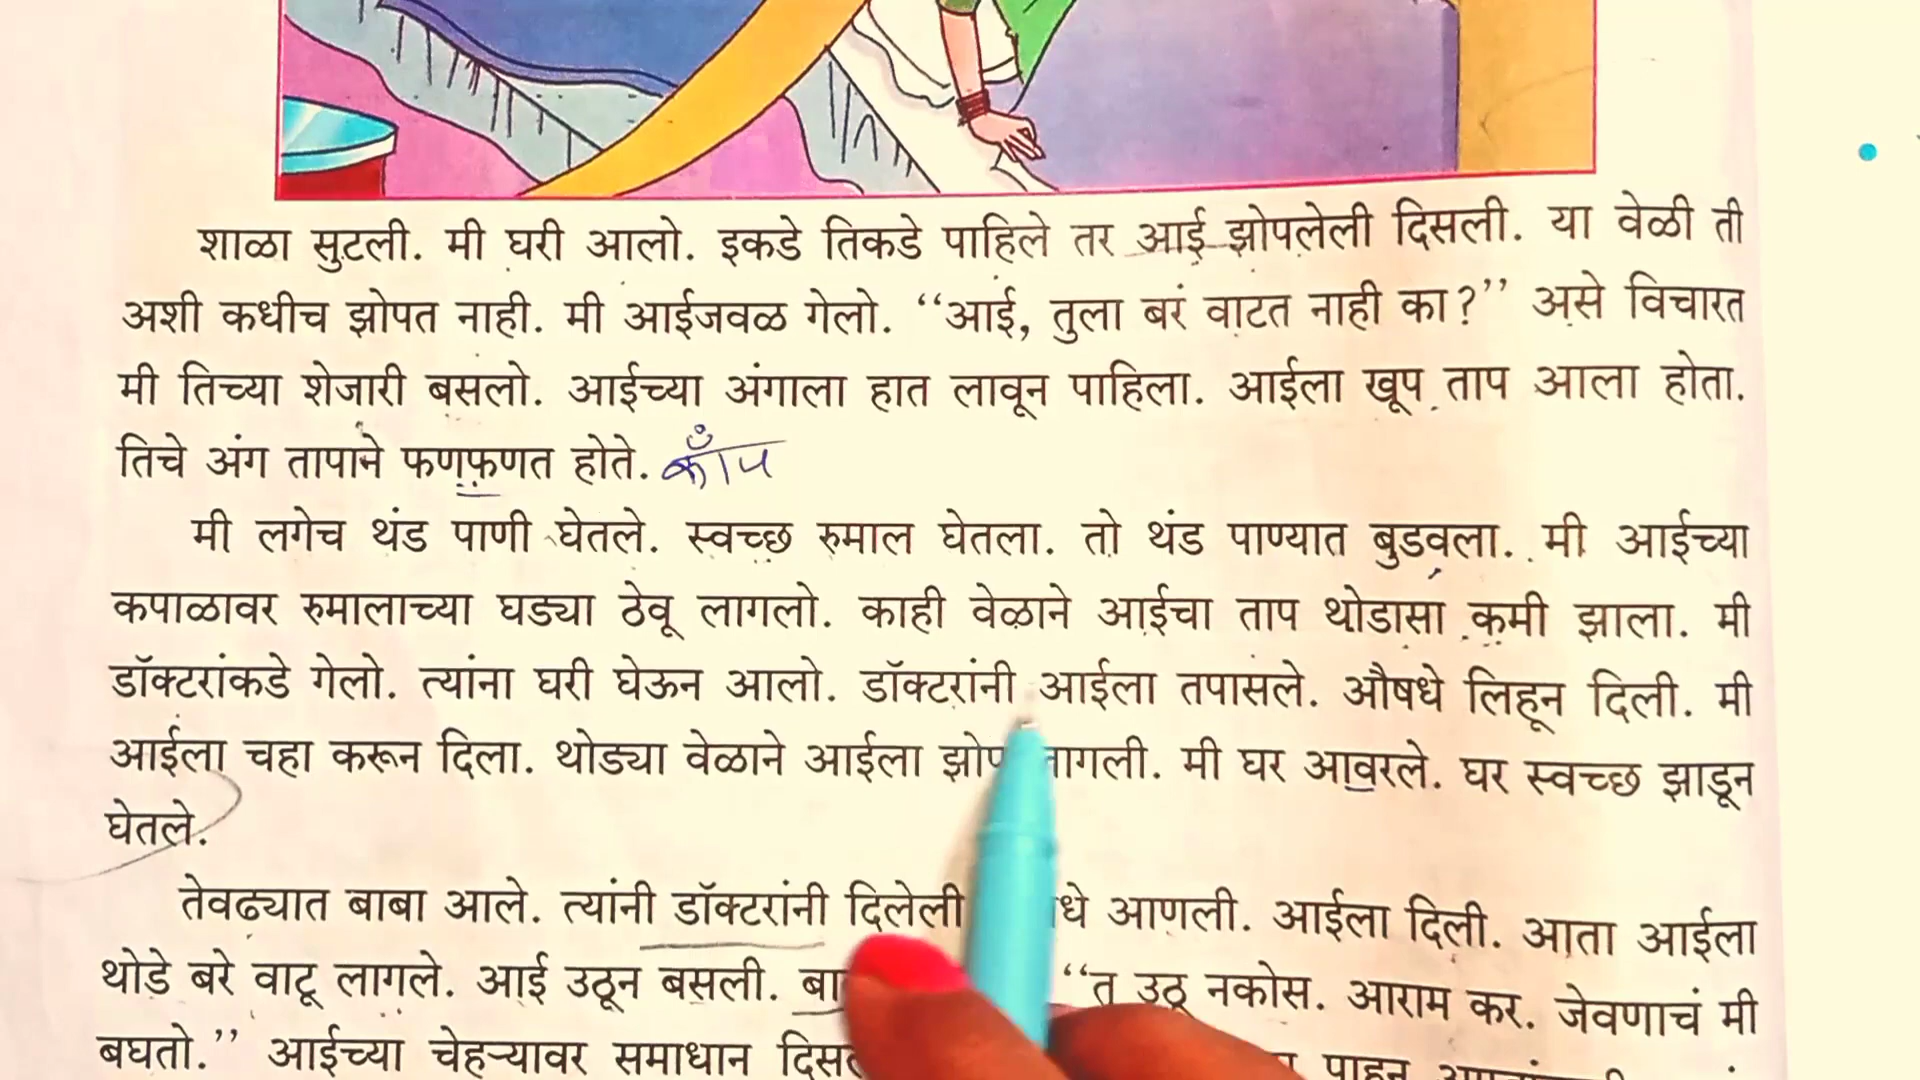 शाळा सुटली. मी घरी आलो. इकडे तिकडे पाहिले तर आई झोपलेली दिसली. या वेळी ती
अशी कधीच झोपत नाही. मी आईजवळ गेलो. ‘‘आई, तुला बरं वाटत नाही का?’’ असे विचारत
मी तिच्या शेजारी बसलो. आईच्या अंगाला हात लावून पाहिला. आईला खूप ताप आला होता.
तिचे अंग तापाने फणफणत होते. काँप
मी लगेच थंड पाणी घेतले. स्वच्छ रुमाल घेतला. तो थंड पाण्यात बुडवला. मी आईच्या
कपाळावर रुमालाच्या घड्या ठेवू लागलो. काही वेळाने आईचा ताप थोडासा कमी झाला. मी
डॉक्टरांकडे गेलो. त्यांना घरी घेऊन आलो. डॉक्टरांनी आईला तपासले. औषधे लिहून दिली. मी
आईला चहा करून दिला. थोड्या वेळाने आईला मी घर आवरले. घर स्वच्छ झाडून
घेतले.
तेवढ्यात बाबा आले. त्यांनी डॉक्टरांनी दिलेली आणली. आईला दिली. आता आईला
थोडे बरे वाटू लागले. आई उठून बसली. ‘‘तू उठू नकोस. आराम कर. जेवणाचं मी
बघतो.’’ आईच्या चेहऱ्यावर समाधान पाहून